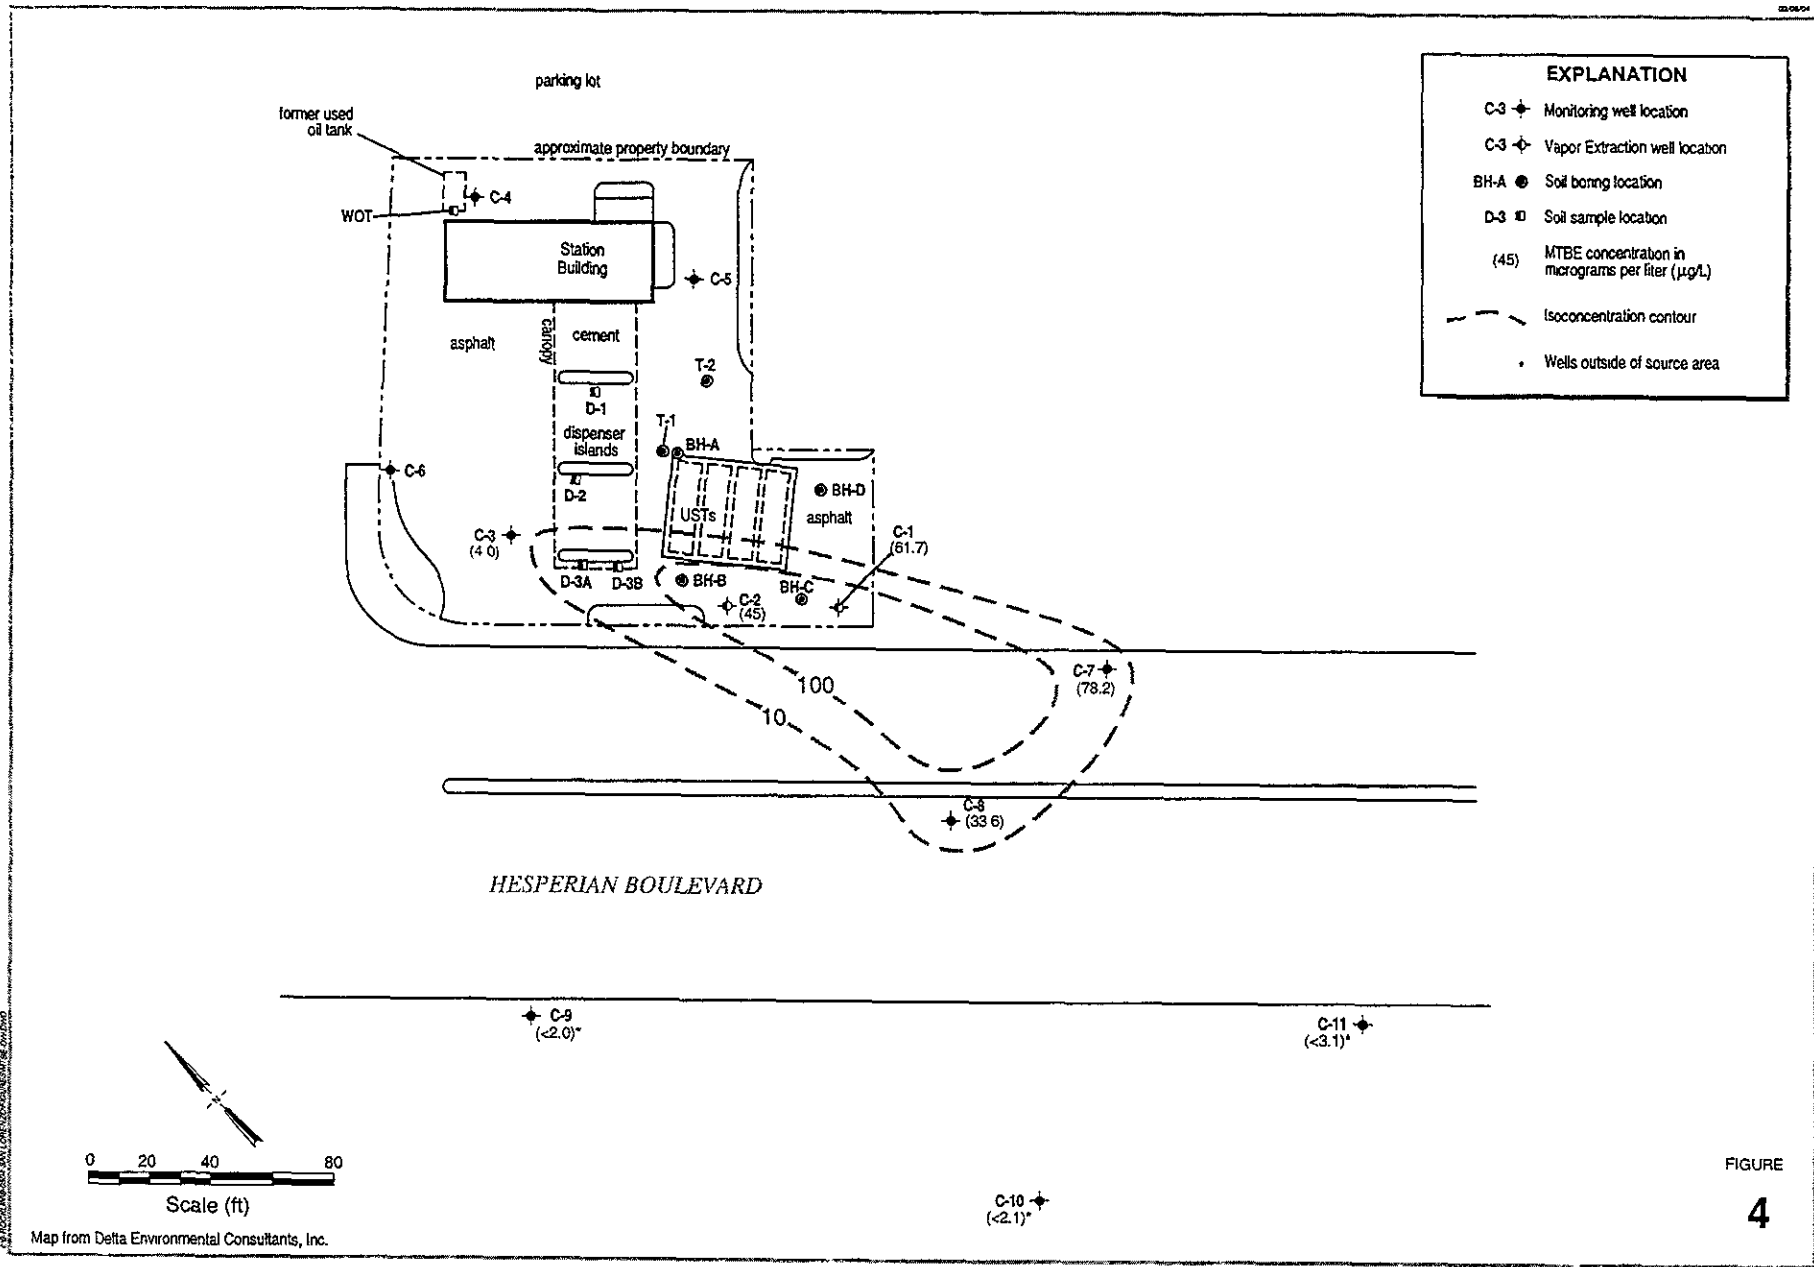 parking lot
former used
oil tank
approximate property boundary
C-4
WOT
Station
Building
C-5
canopy
cement
asphalt
T-2
D-1
T-1
dispenser
islands
BH-A
C-6
D-2
BH-D
USTs
asphalt
C-1
(61.7)
C-3
(4 0)
D-3A
D-3B
BH-B
BH-C
C-2
(45)
C-7
(78.2)
100
10
C-8
(33 6)
HESPERIAN BOULEVARD
C-9
(<2.0)*
C-11
(<3.1)*
C-10
(<2.1)*
EXPLANATION
C-3 Monitoring well location
C-3 Vapor Extraction well location
BH-A Soil boring location
D-3 Soil sample location
(45) MTBE concentration in
micrograms per liter (µg/L)
Isoconcentration contour
* Wells outside of source area
N
0 20 40 80
Scale (ft)
Map from Delta Environmental Consultants, Inc.
FIGURE
4